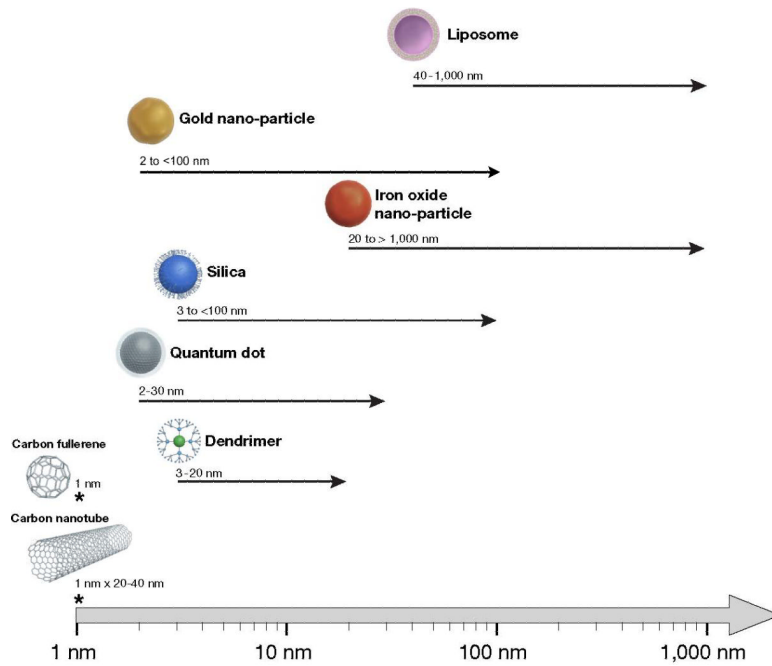 Liposome
40-1,000 nm
Gold nano-particle
2 to <100 nm
Iron oxide
nano-particle
20 to > 1,000 nm
Silica
3 to <100 nm
Quantum dot
2-30 nm
Dendrimer
3-20 nm
Carbon fullerene
1 nm
*
Carbon nanotube
1 nm x 20-40 nm
*
1 nm 10 nm 100 nm 1,000 nm